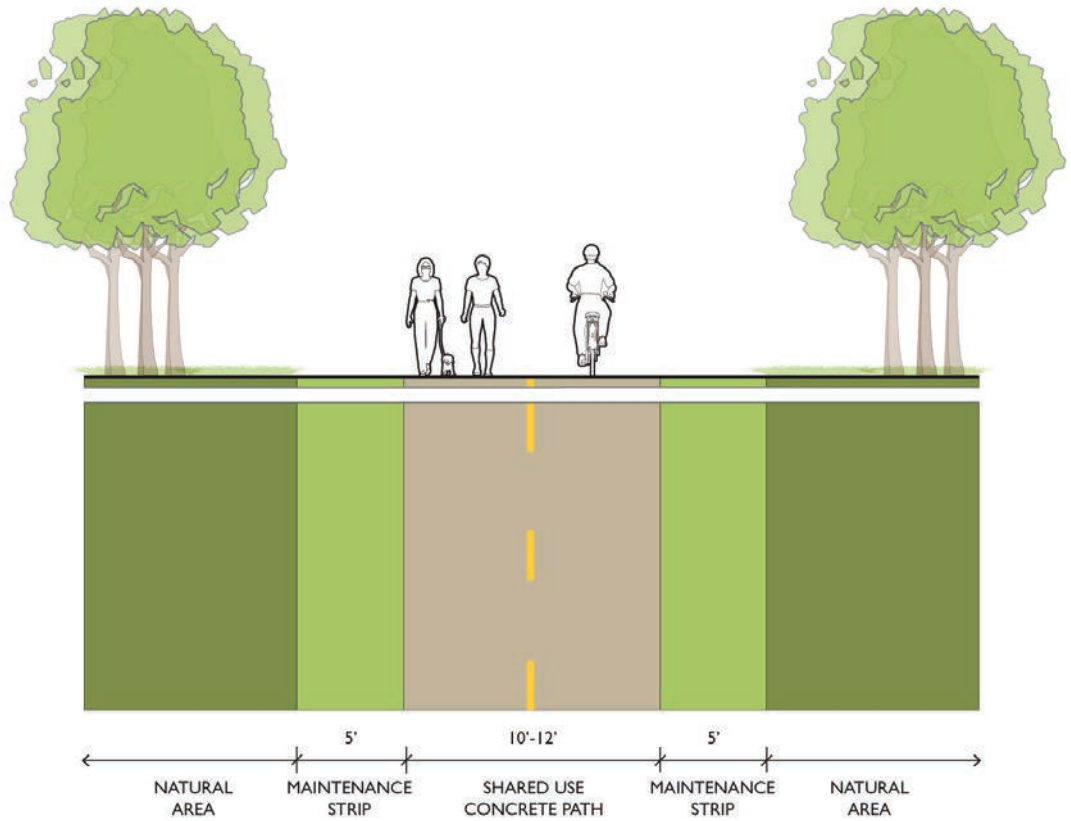 5' 10'-12' 5'
NATURAL AREA
MAINTENANCE STRIP
SHARED USE CONCRETE PATH
MAINTENANCE STRIP
NATURAL AREA